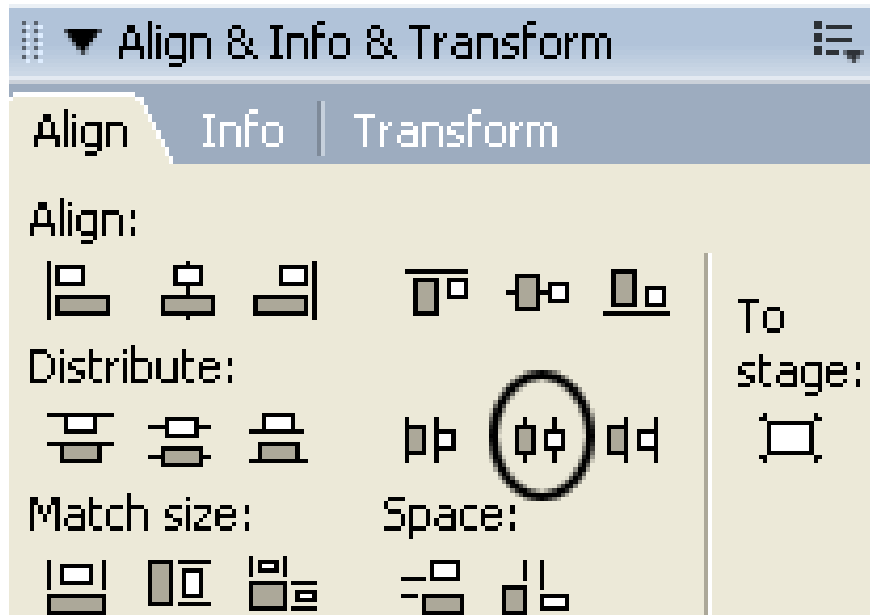 Align & Info & Transform
Align Info Transform
Align:
Distribute:
Match size: Space:
To
stage: